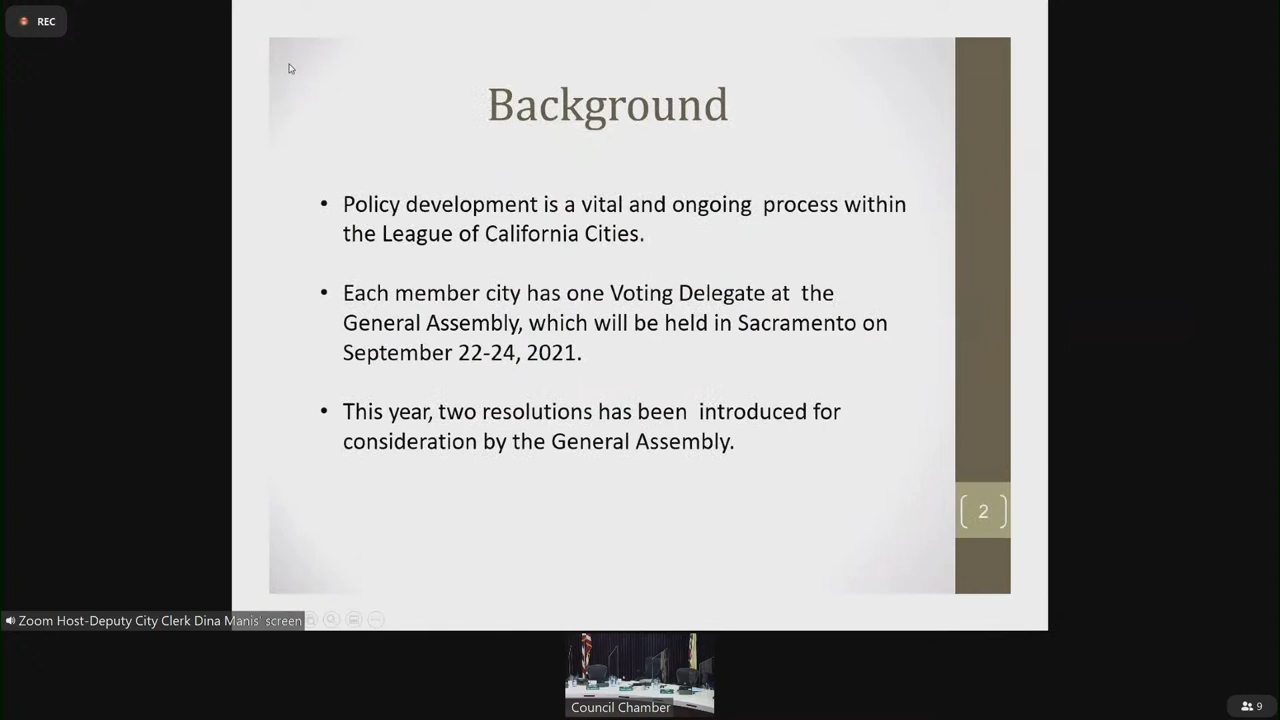 REC
Background
• Policy development is a vital and ongoing  process within
the League of California Cities.
• Each member city has one Voting Delegate at  the
General Assembly, which will be held in Sacramento on
September 22-24, 2021.
• This year, two resolutions has been  introduced for
consideration by the General Assembly.
2
Zoom Host-Deputy City Clerk Dina Manis' screen
Council Chamber
9